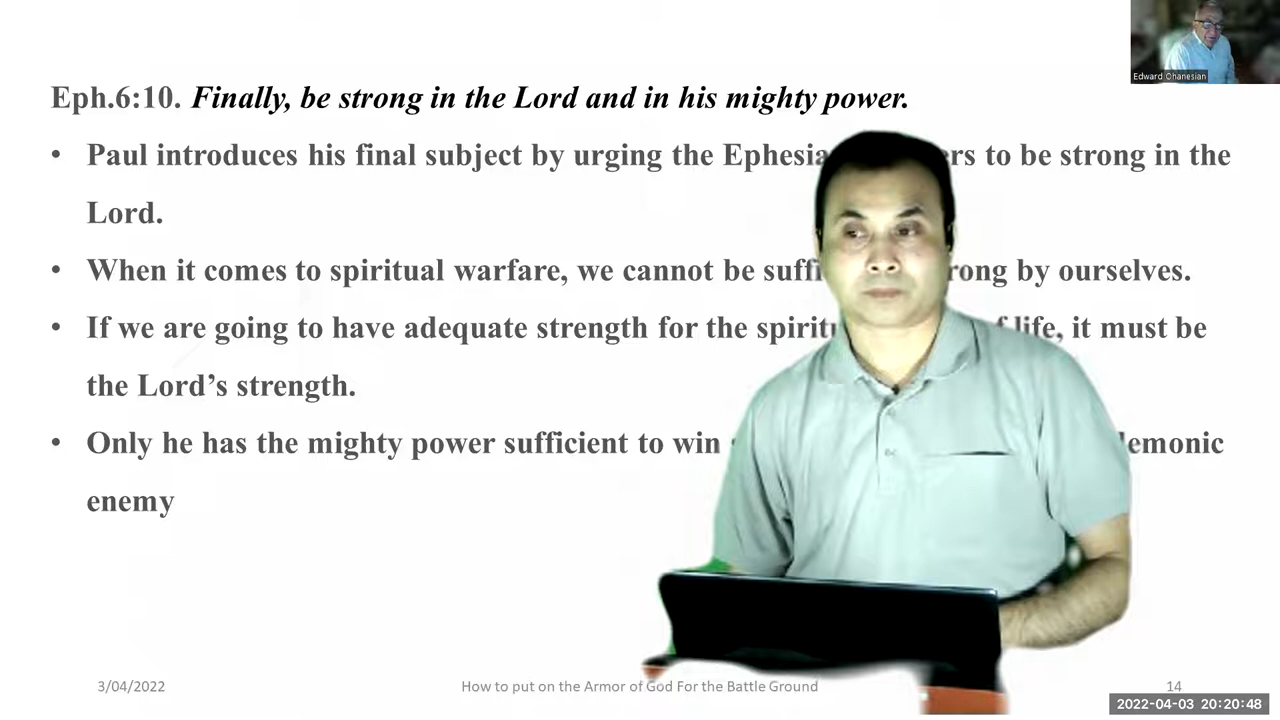 Edward Ohanesian
Eph.6:10. Finally, be strong in the Lord and in his mighty power.
• Paul introduces his final subject by urging the Ephesia ers to be strong in the
Lord.
• When it comes to spiritual warfare, we cannot be suffi rong by ourselves.
• If we are going to have adequate strength for the spiritu of life, it must be
the Lord’s strength.
• Only he has the mighty power sufficient to win demonic
enemy
3/04/2022 How to put on the Armor of God For the Battle Ground 14
2022-04-03 20:20:48